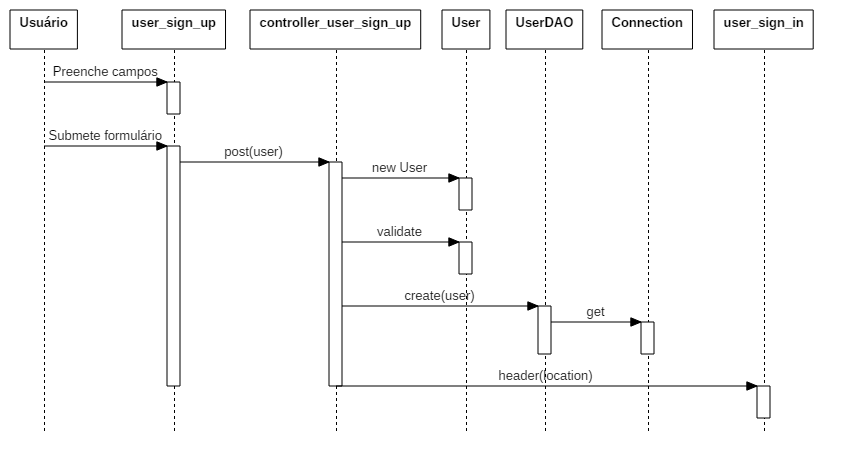 Usuário user_sign_up controller_user_sign_up User UserDAO Connection user_sign_in
Preenche campos
Submete formulário
post(user)
new User
validate
create(user)
get
header(location)